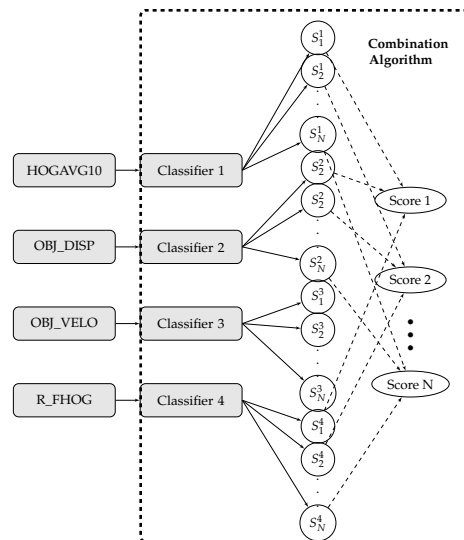 Combination
Algorithm
S_1^1
S_2^1
S_N^1
HOGAVG10
Classifier 1
S_2^2
S_2^2
Score 1
OBJ_DISP
Classifier 2
S_N^2
Score 2
S_1^3
OBJ_VELO
Classifier 3
S_2^3
Score N
S_N^3
R_FHOG
Classifier 4
S_1^4
S_2^4
S_N^4